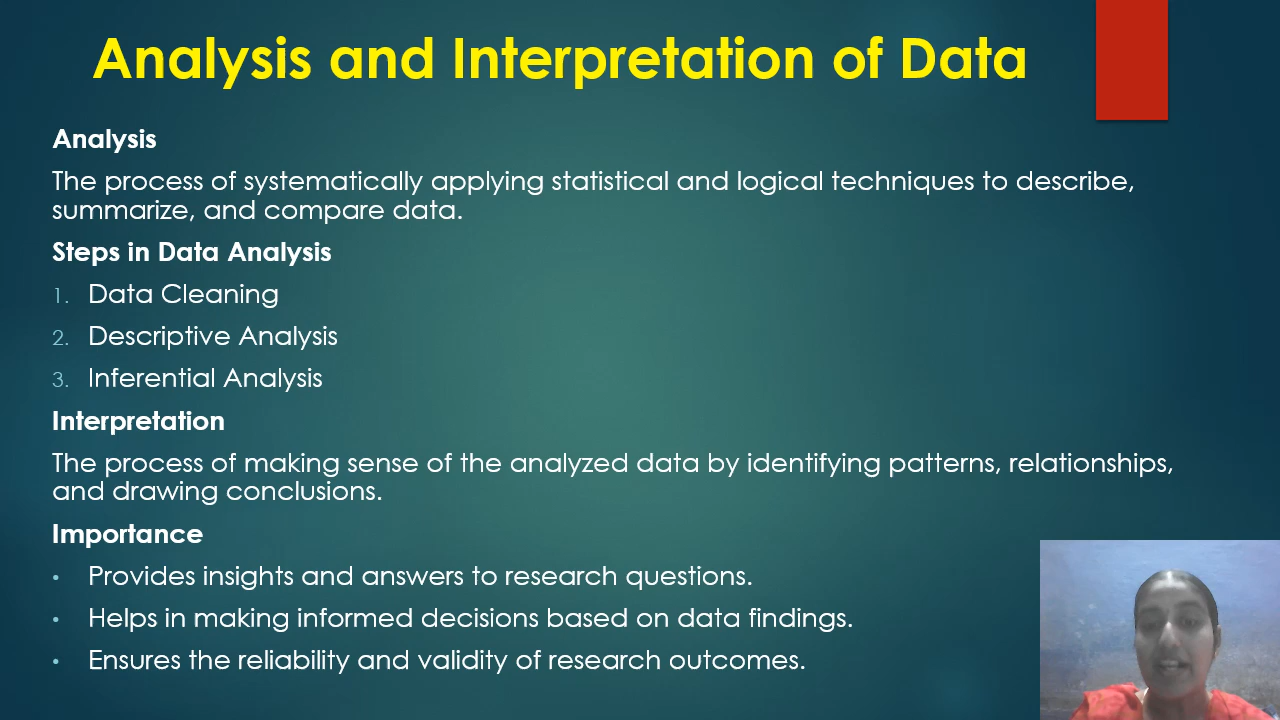 Analysis and Interpretation of Data
Analysis
The process of systematically applying statistical and logical techniques to describe,
summarize, and compare data.
Steps in Data Analysis
1. Data Cleaning
2. Descriptive Analysis
3. Inferential Analysis
Interpretation
The process of making sense of the analyzed data by identifying patterns, relationships,
and drawing conclusions.
Importance
• Provides insights and answers to research questions.
• Helps in making informed decisions based on data findings.
• Ensures the reliability and validity of research outcomes.